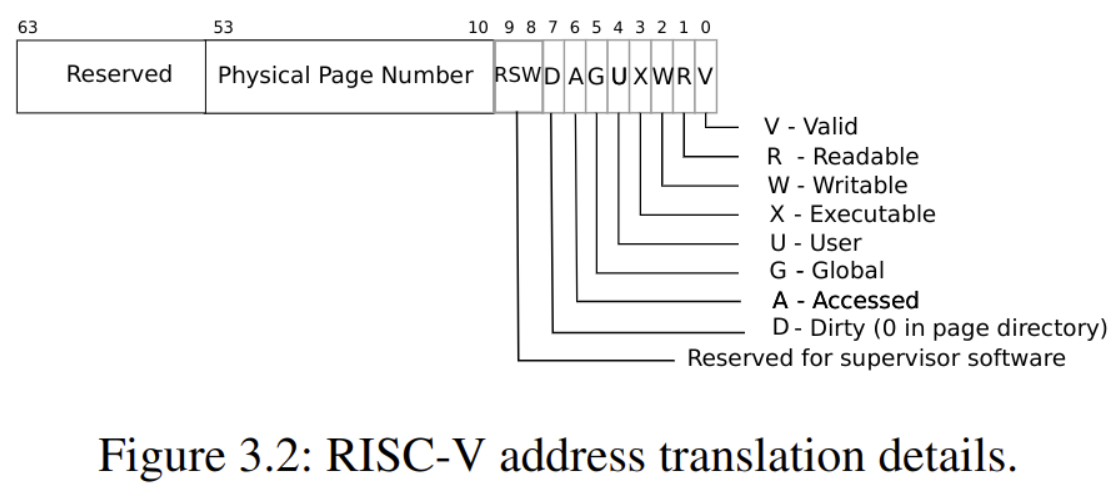 63 53 10 9 8 7 6 5 4 3 2 1 0
Reserved Physical Page Number RSW D A G U X W R V
V - Valid
R - Readable
W - Writable
X - Executable
U - User
G - Global
A - Accessed
D - Dirty (0 in page directory)
Reserved for supervisor software
Figure 3.2: RISC-V address translation details.